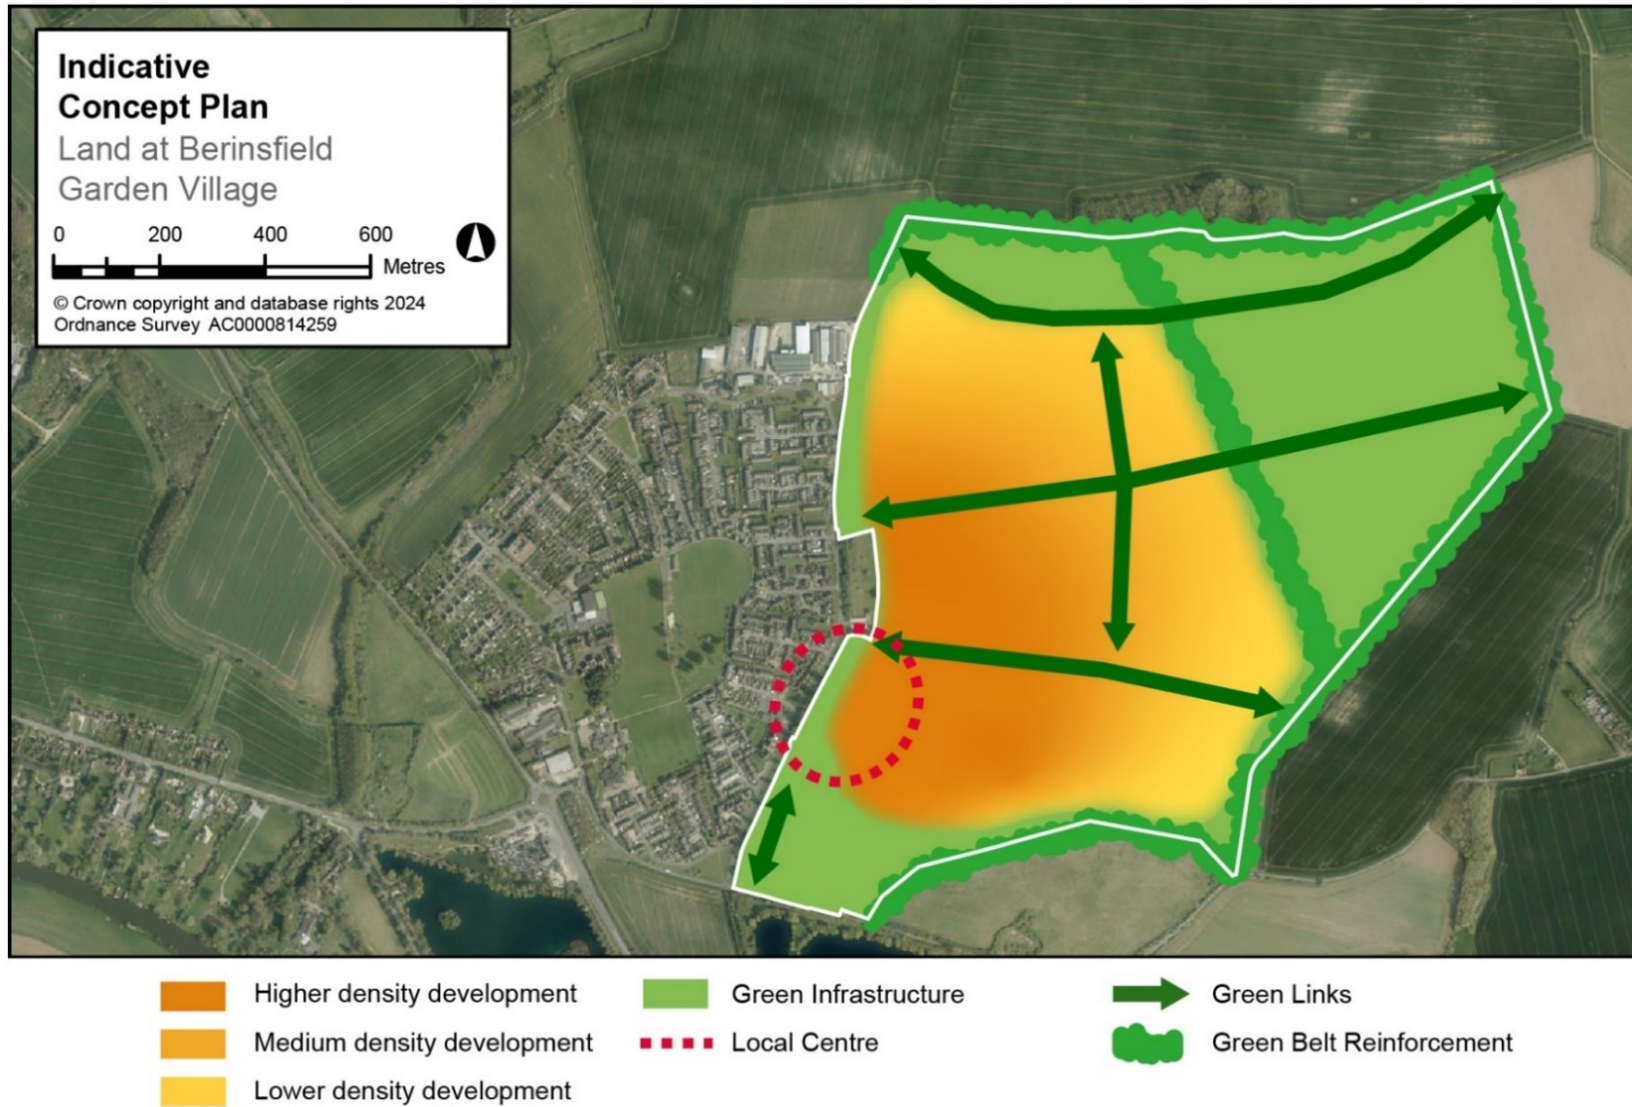 Indicative
Concept Plan
Land at Berinsfield
Garden Village
0 200 400 600
Metres
© Crown copyright and database rights 2024
Ordnance Survey AC0000814259
Higher density development
Medium density development
Lower density development
Green Infrastructure
Local Centre
Green Links
Green Belt Reinforcement